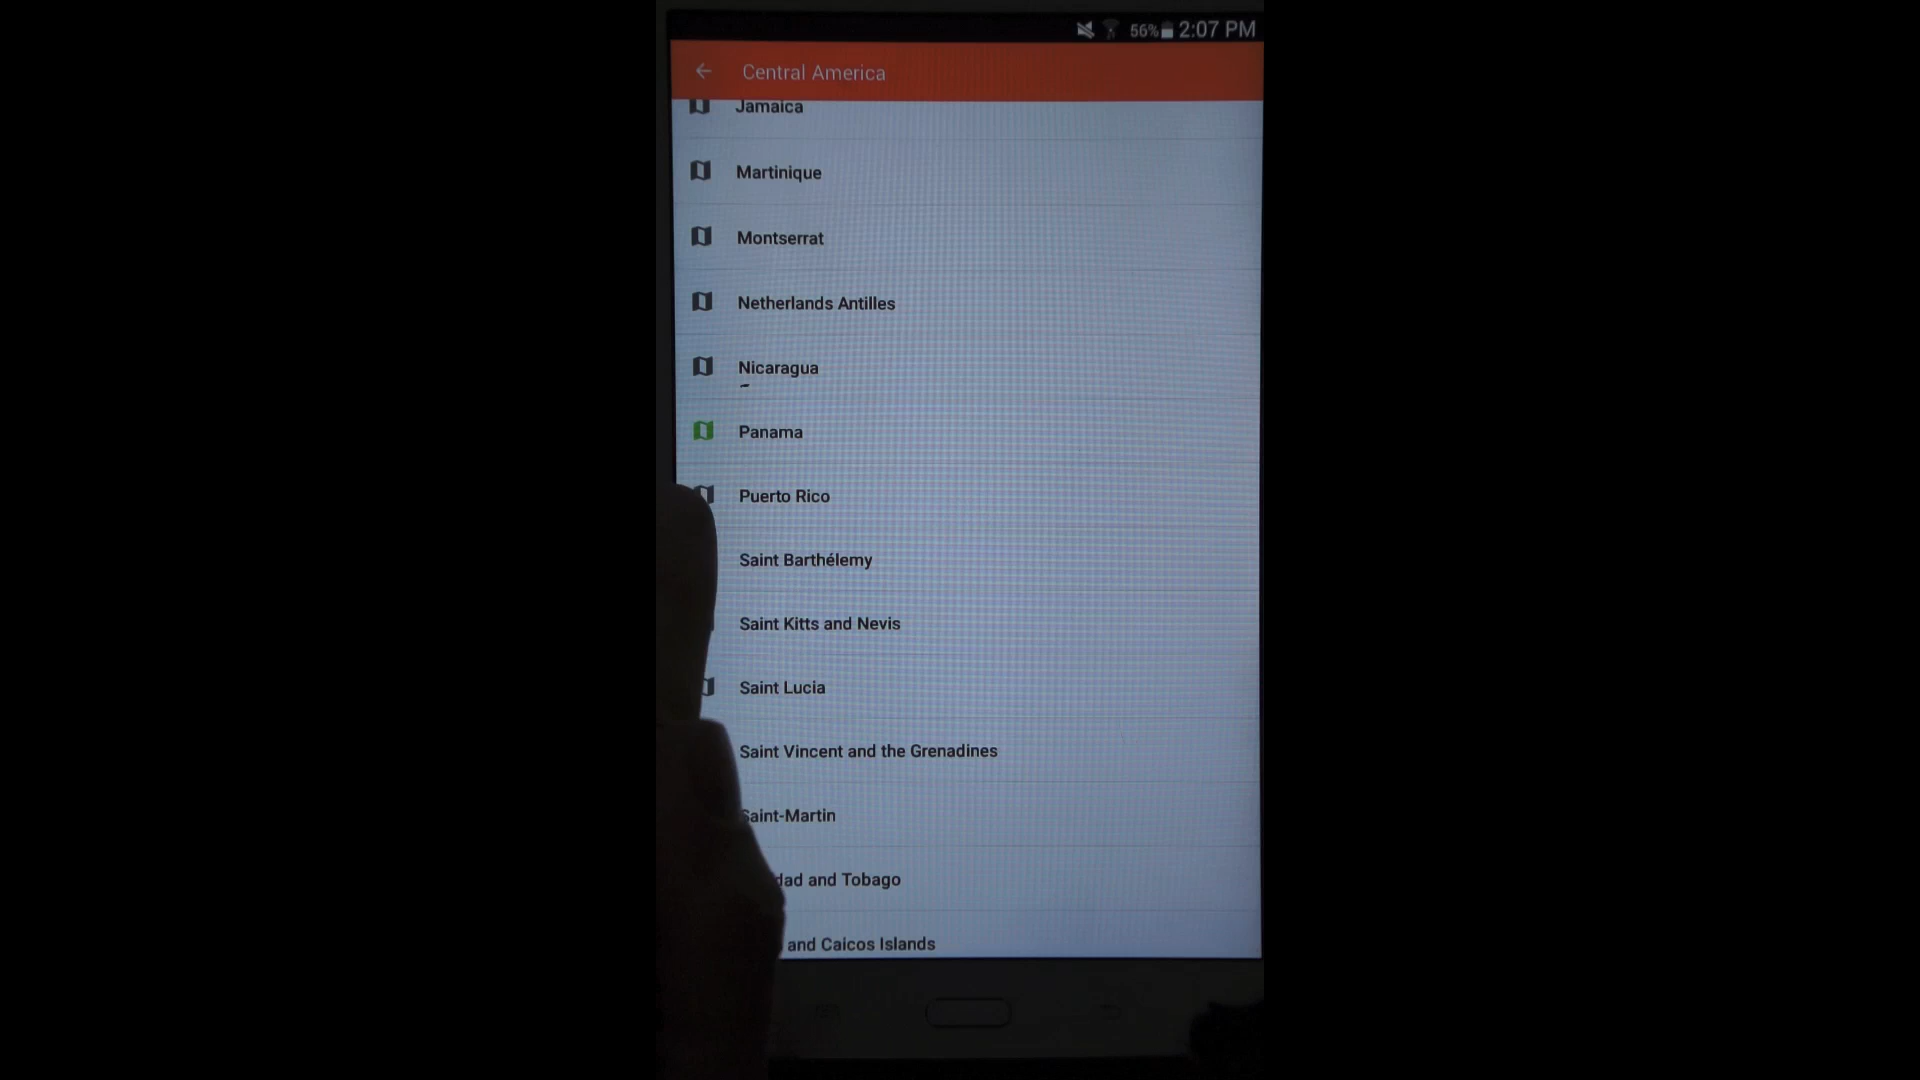 56% 2:07 PM
Central America
Jamaica
Martinique
Montserrat
Netherlands Antilles
Nicaragua
Panama
Puerto Rico
Saint Barthélemy
Saint Kitts and Nevis
Saint Lucia
Saint Vincent and the Grenadines
Saint-Martin
dad and Tobago
and Caicos Islands